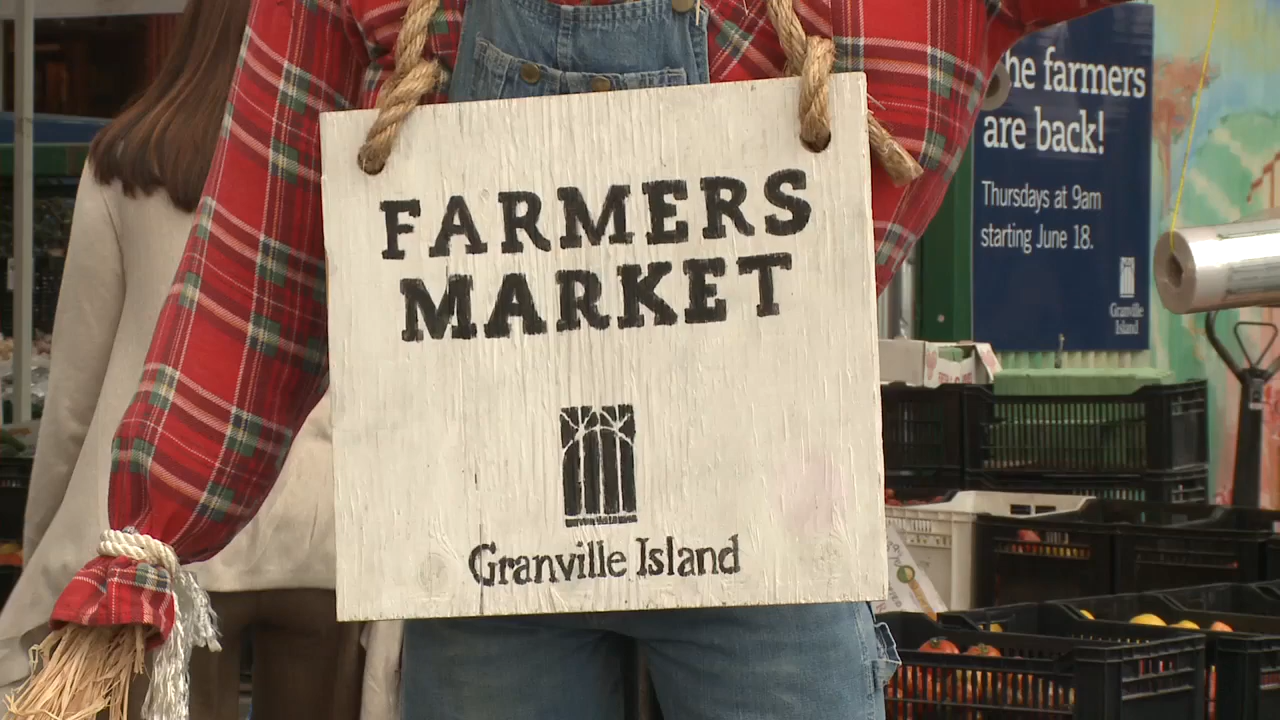 FARMERS
MARKET
Granville Island
he farmers
are back!
Thursdays at 9am
starting June 18.
Granville
Island